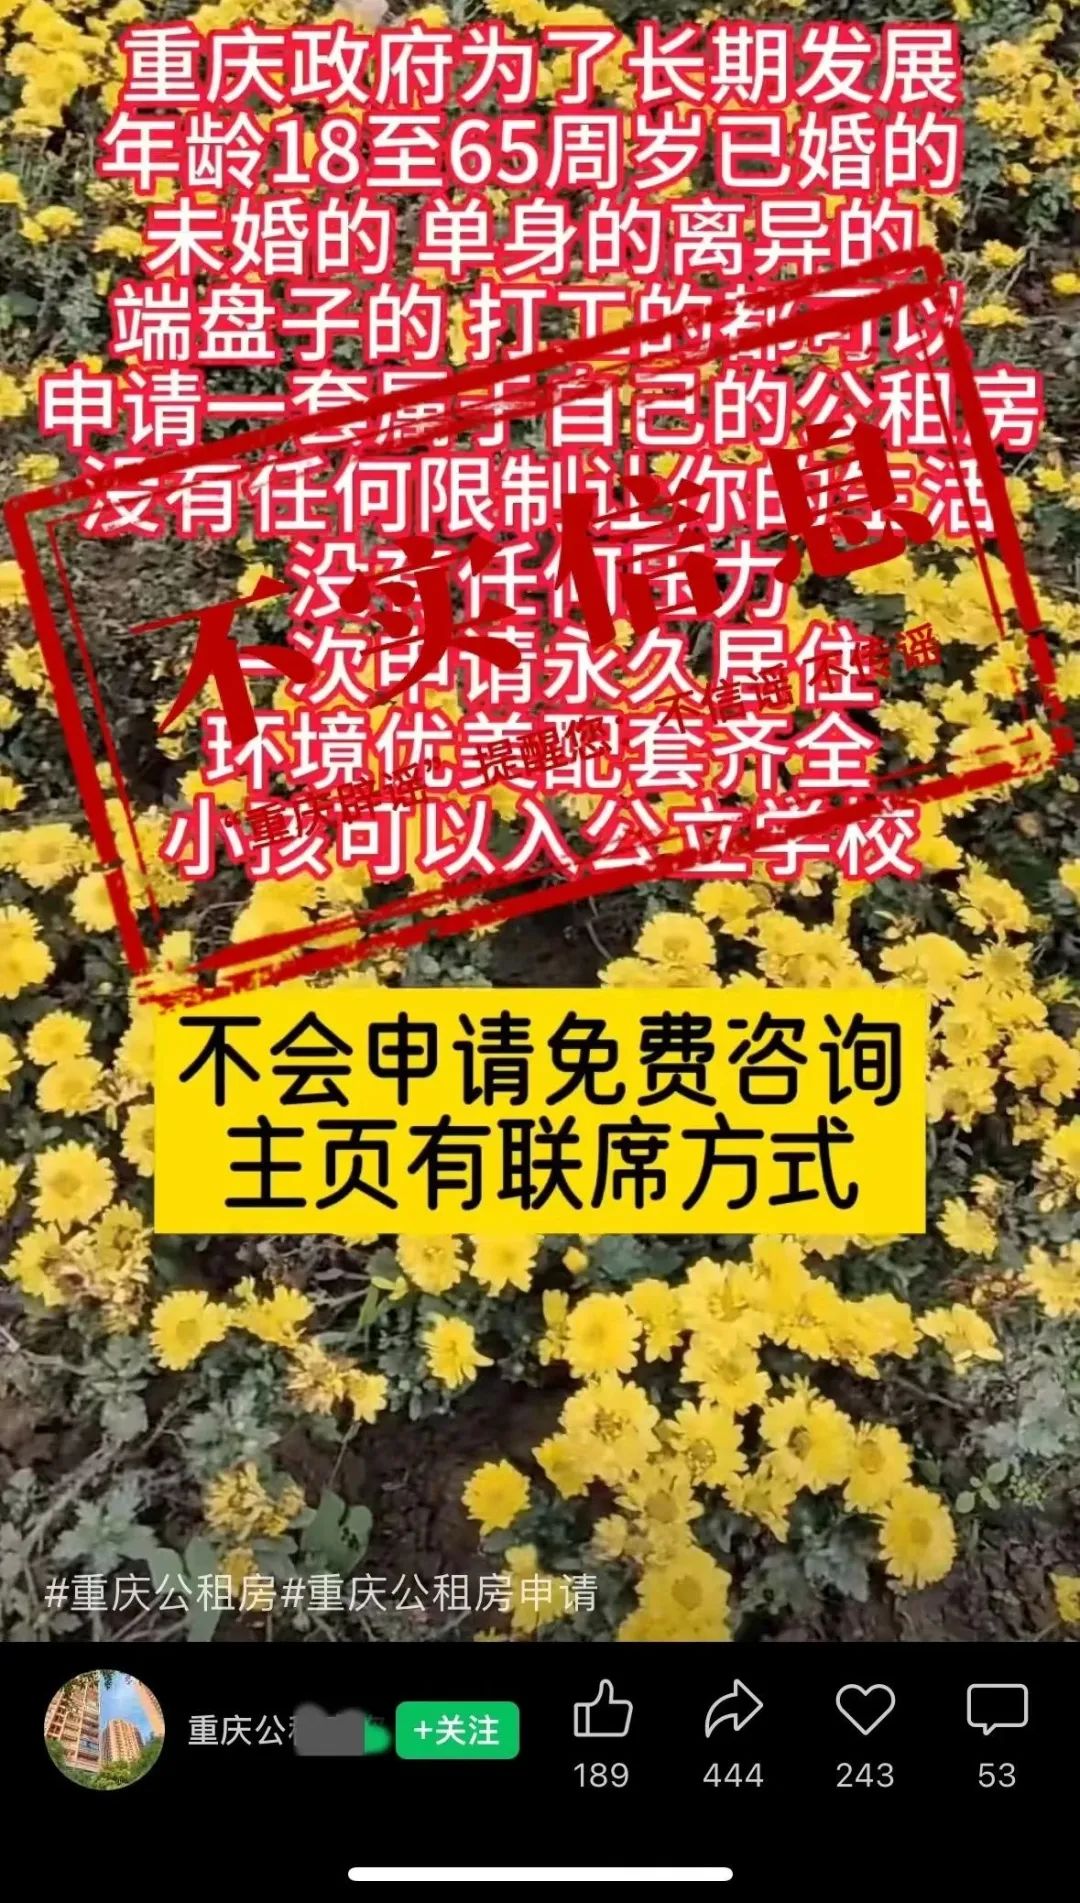 重庆政府为了长期发展
年龄18至65周岁已婚的
未婚的 单身的离异的
端盘子的 打工的都可以
申请一套属于自己的公租房
没有任何限制让你的生活
没有任何压力
一次申请永久居住
环境优美配套齐全
小孩可以入公立学校
不实信息
“重庆辟谣”提醒您：不信谣 不传谣
不会申请免费咨询
主页有联席方式
#重庆公租房#重庆公租房申请
重庆公
+关注
189
444
243
53